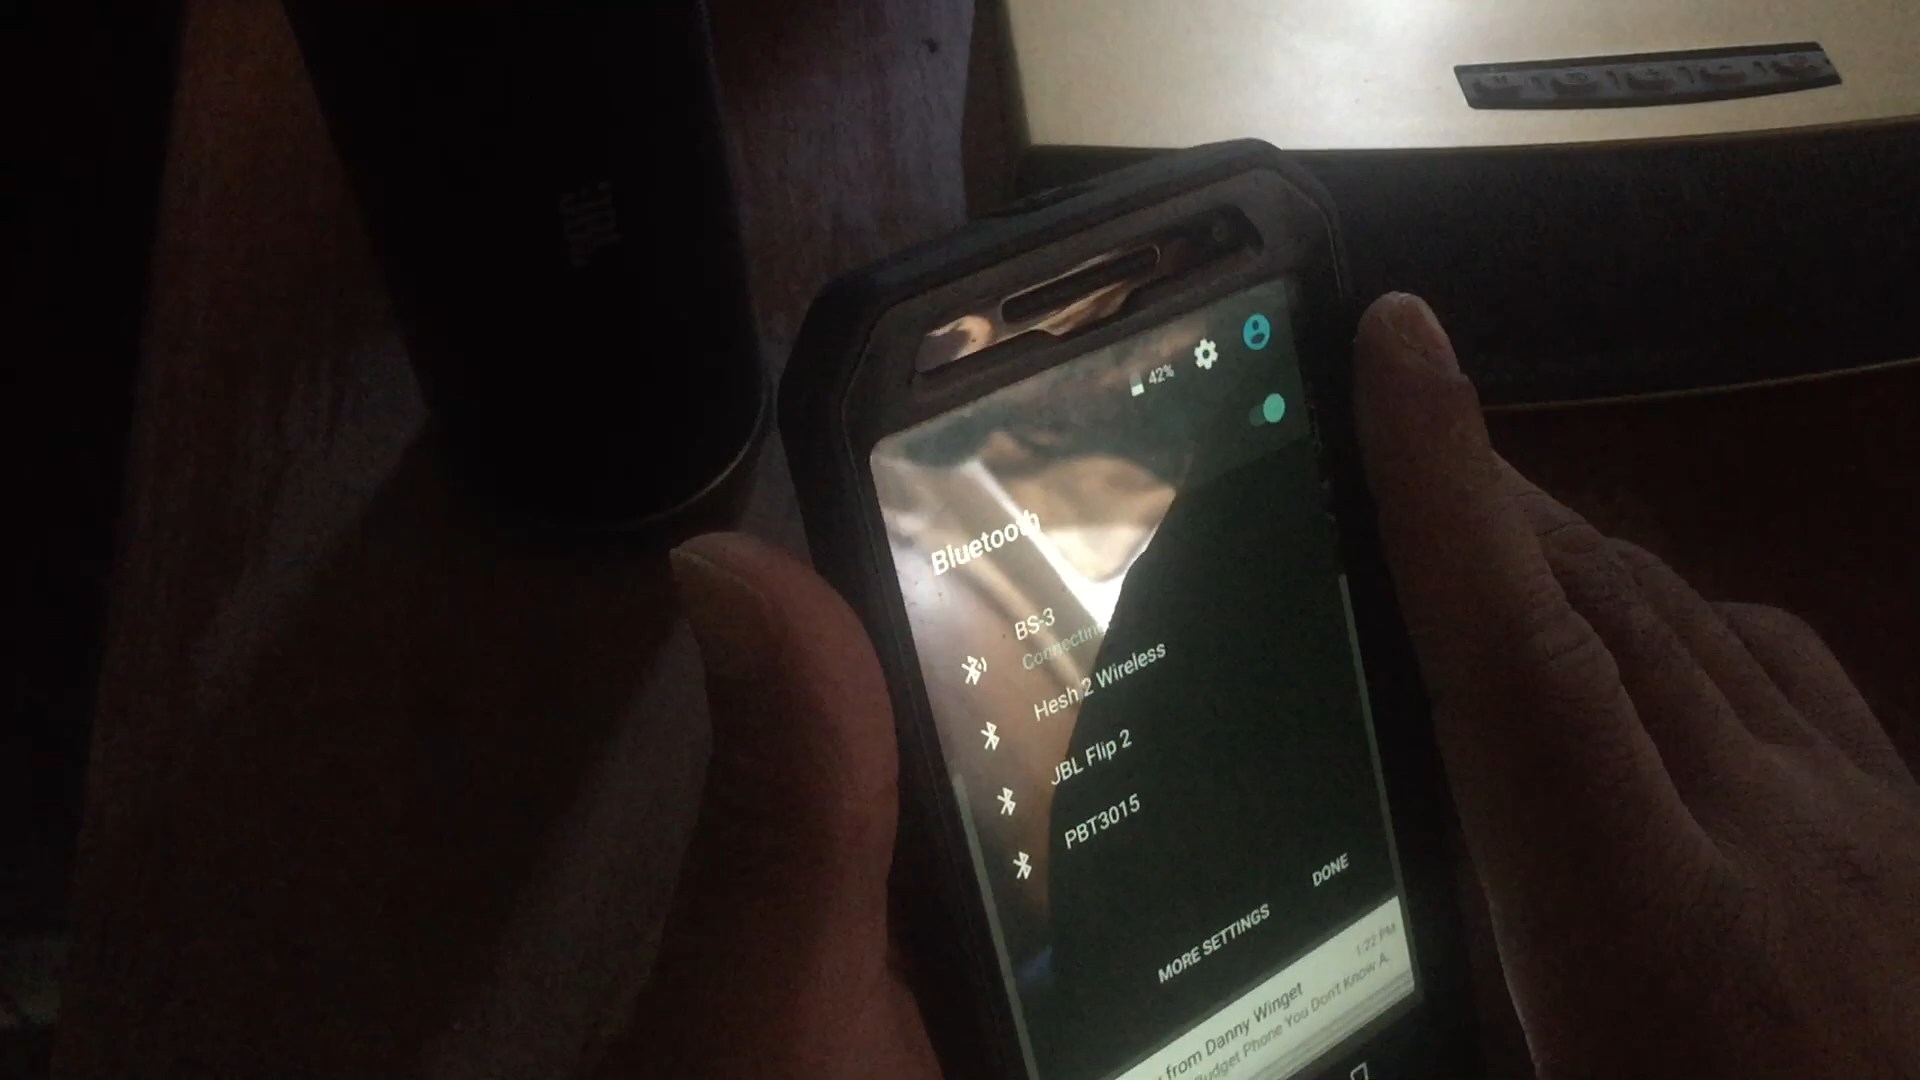 JBL
42%
Bluetooth
BS-3
Connecting
Hesh 2 Wireless
JBL Flip 2
PBT3015
DONE
MORE SETTINGS
1:22 PM
from Danny Winget
Budget Phone You Don't Know A.